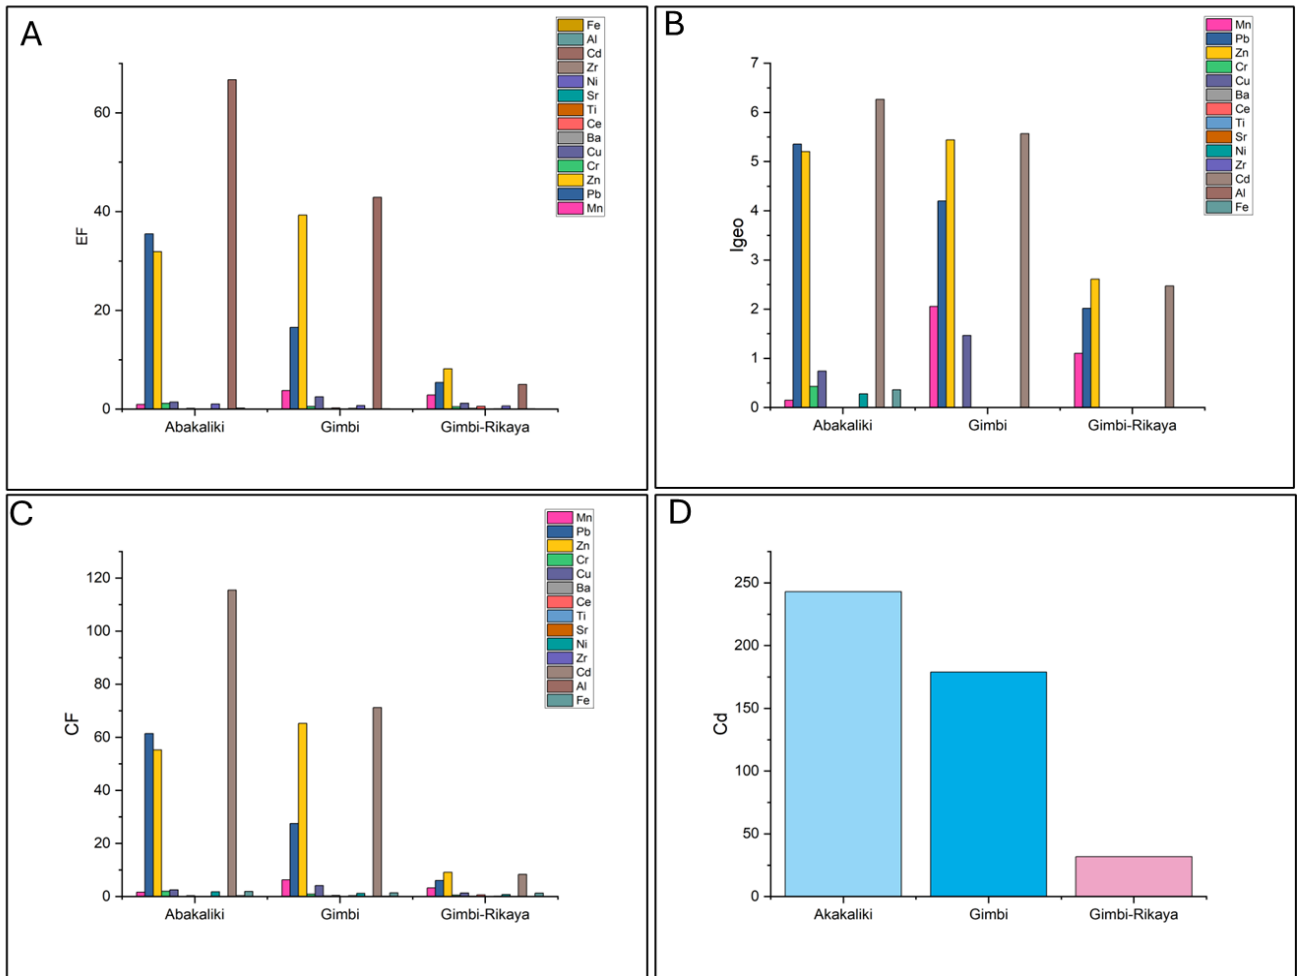 A
Fe
Al
Cd
Zr
Ni
Sr
Ti
Ce
Ba
Cu
Cr
Zn
Pb
Mn
60
40
20
0
EF
Abakaliki Gimbi Gimbi-Rikaya
B
Mn
Pb
Zn
Cr
Cu
Ba
Ce
Ti
Sr
Ni
Zr
Cd
Al
Fe
7
6
5
4
3
2
1
0
Igeo
Abakaliki Gimbi Gimbi-Rikaya
C
Mn
Pb
Zn
Cr
Cu
Ba
Ce
Ti
Sr
Ni
Zr
Cd
Al
Fe
120
100
80
60
40
20
0
CF
Abakaliki Gimbi Gimbi-Rikaya
D
250
200
150
100
50
0
Cd
Akakaliki Gimbi Gimbi-Rikaya